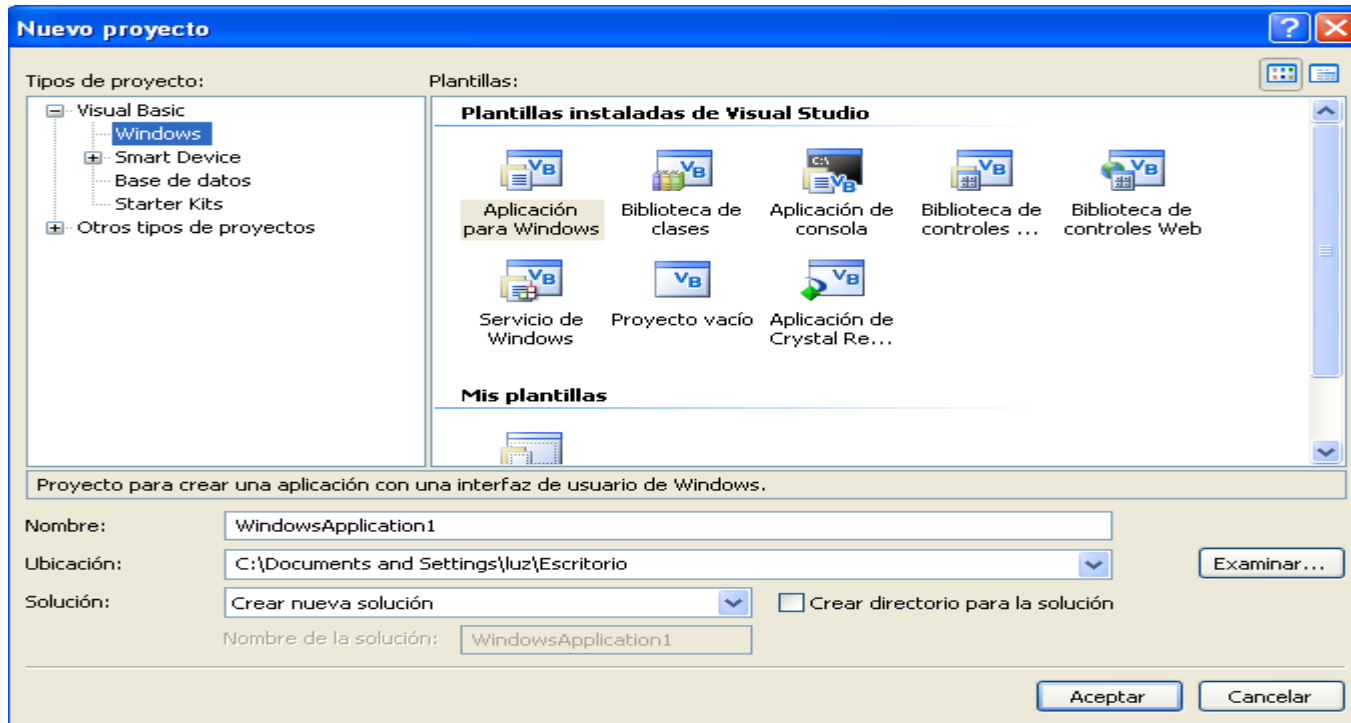 Nuevo proyecto
Tipos de proyecto:
Plantillas:
Visual Basic
Windows
Smart Device
Base de datos
Starter Kits
Otros tipos de proyectos
Plantillas instaladas de Visual Studio
Aplicación
para Windows
Biblioteca de
clases
Aplicación de
consola
Biblioteca de
controles ...
Biblioteca de
controles Web
Servicio de
Windows
Proyecto vacío
Aplicación de
Crystal Re...
Mis plantillas
Proyecto para crear una aplicación con una interfaz de usuario de Windows.
Nombre:
WindowsApplication1
Ubicación:
C:\Documents and Settings\luz\Escritorio
Examinar...
Solución:
Crear nueva solución
Crear directorio para la solución
Nombre de la solución:
WindowsApplication1
Aceptar
Cancelar